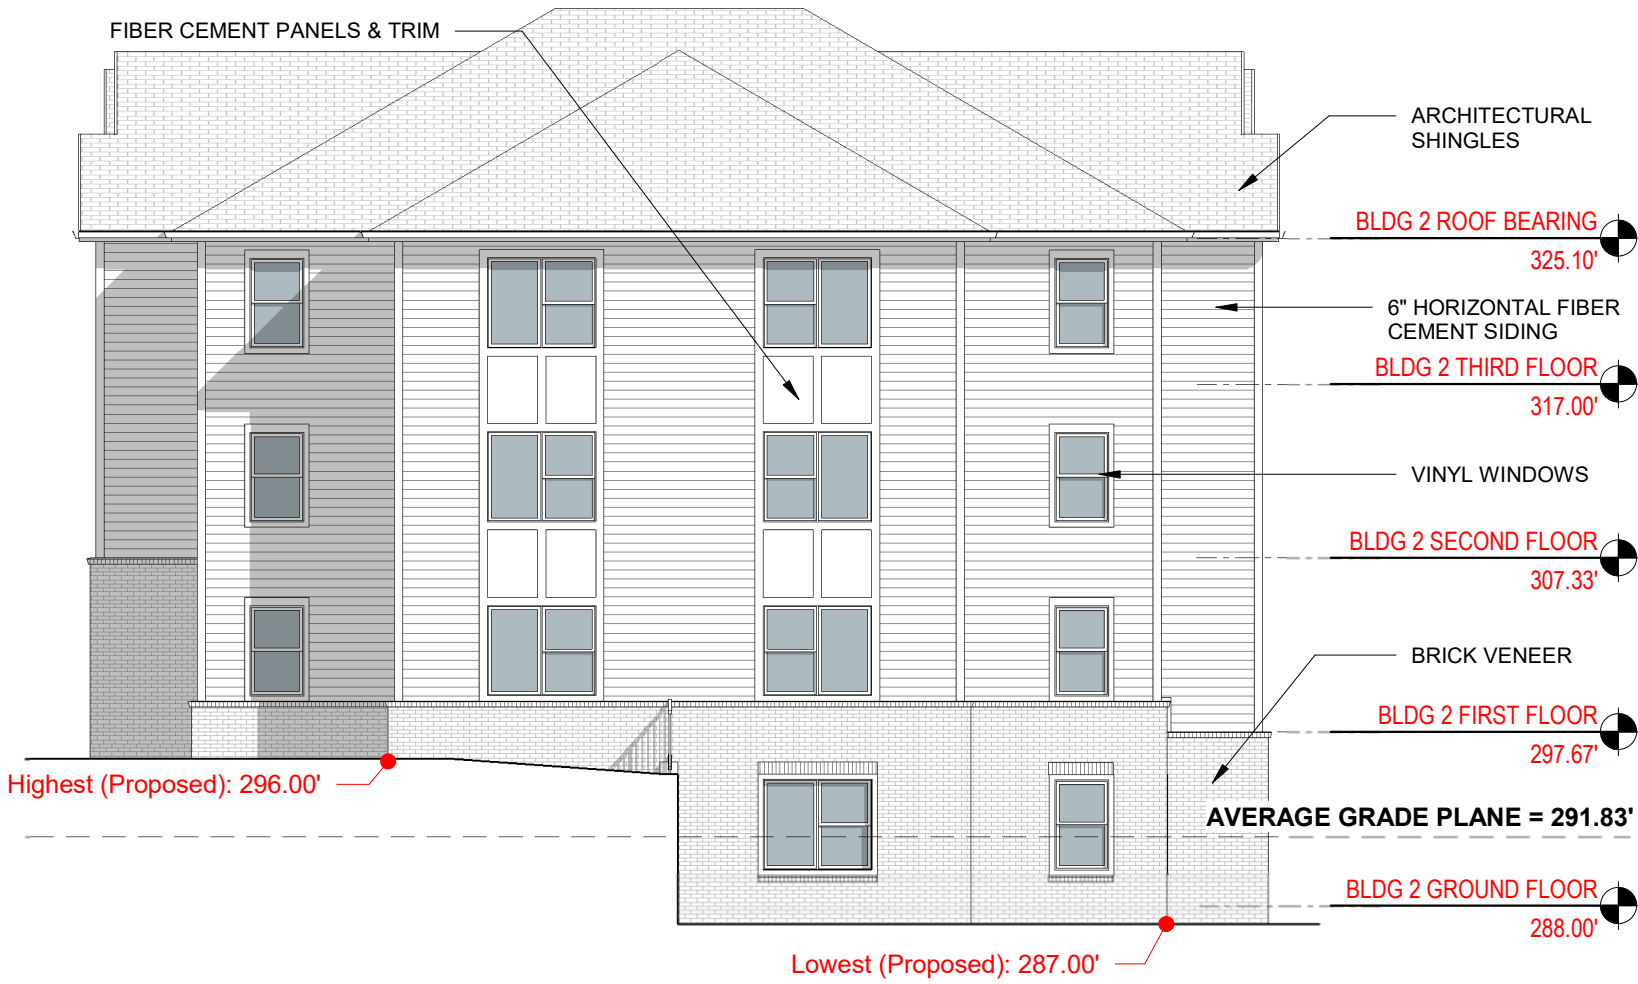 FIBER CEMENT PANELS & TRIM
ARCHITECTURAL
SHINGLES
BLDG 2 ROOF BEARING
325.10'
6" HORIZONTAL FIBER
CEMENT SIDING
BLDG 2 THIRD FLOOR
317.00'
VINYL WINDOWS
BLDG 2 SECOND FLOOR
307.33'
BRICK VENEER
BLDG 2 FIRST FLOOR
297.67'
Highest (Proposed): 296.00'
AVERAGE GRADE PLANE = 291.83'
BLDG 2 GROUND FLOOR
288.00'
Lowest (Proposed): 287.00'